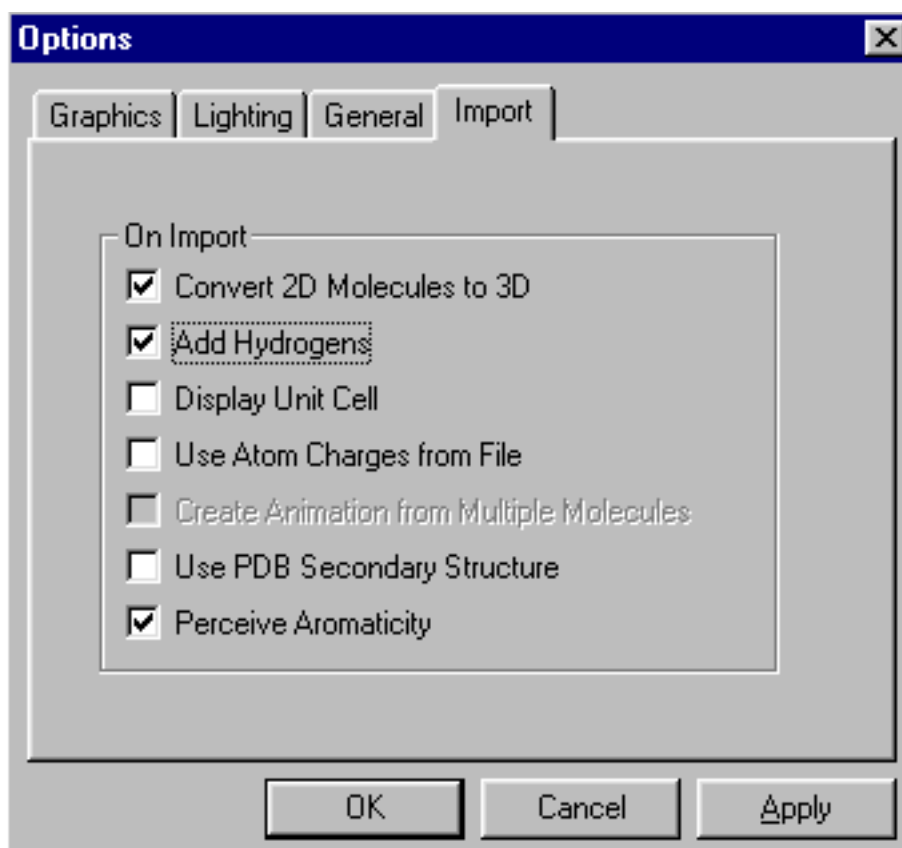 Options
Graphics Lighting General Import
On Import
Convert 2D Molecules to 3D
Add Hydrogens
Display Unit Cell
Use Atom Charges from File
Create Animation from Multiple Molecules
Use PDB Secondary Structure
Perceive Aromaticity
OK Cancel Apply